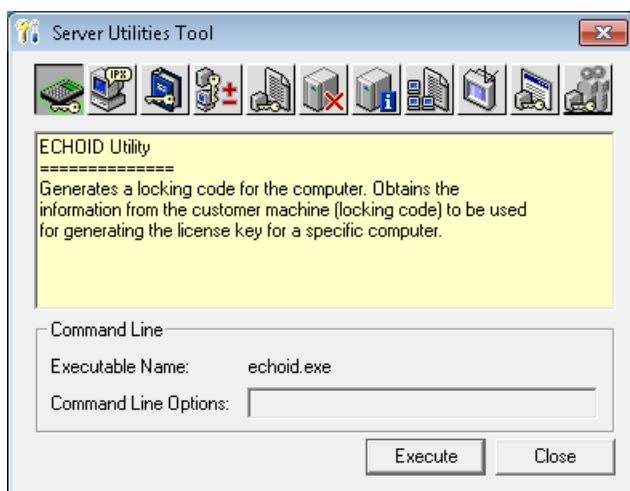 Server Utilities Tool
IPX
ECHOID Utility
==============
Generates a locking code for the computer. Obtains the
information from the customer machine (locking code) to be used
for generating the license key for a specific computer.
Command Line
Executable Name: echoid.exe
Command Line Options:
Execute Close